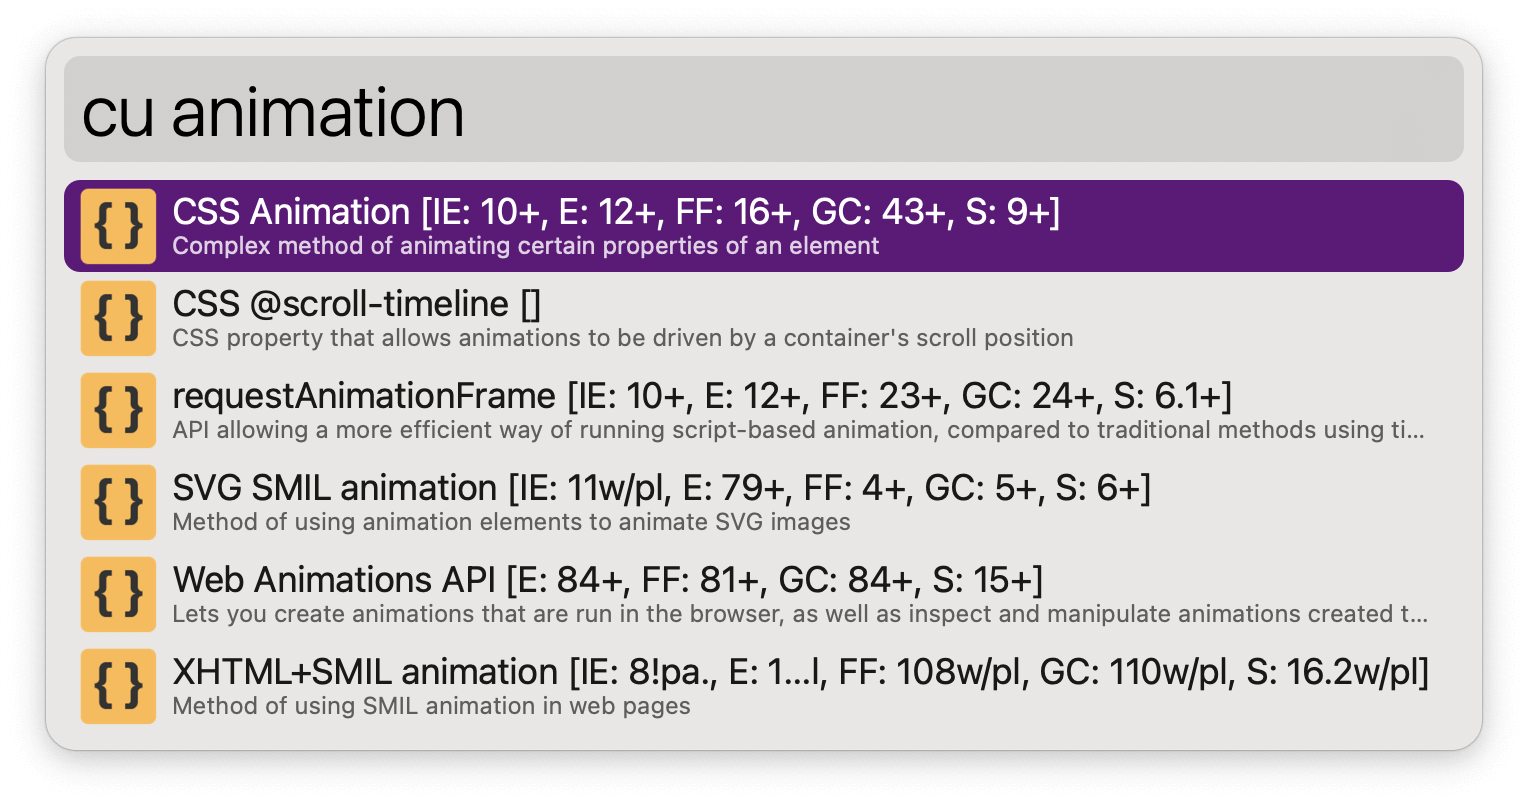 cu animation
{ } CSS Animation [IE: 10+, E: 12+, FF: 16+, GC: 43+, S: 9+]
Complex method of animating certain properties of an element
{ } CSS @scroll-timeline []
CSS property that allows animations to be driven by a container's scroll position
{ } requestAnimationFrame [IE: 10+, E: 12+, FF: 23+, GC: 24+, S: 6.1+]
API allowing a more efficient way of running script-based animation, compared to traditional methods using ti...
{ } SVG SMIL animation [IE: 11w/pl, E: 79+, FF: 4+, GC: 5+, S: 6+]
Method of using animation elements to animate SVG images
{ } Web Animations API [E: 84+, FF: 81+, GC: 84+, S: 15+]
Lets you create animations that are run in the browser, as well as inspect and manipulate animations created t...
{ } XHTML+SMIL animation [IE: 8!pa., E: 1...l, FF: 108w/pl, GC: 110w/pl, S: 16.2w/pl]
Method of using SMIL animation in web pages